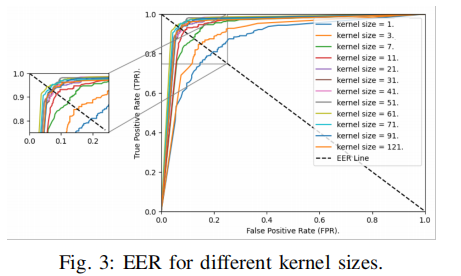 1.0
0.9
0.8
0.0
0.1
0.2
1.0
0.8
0.6
0.4
0.2
0.0
True Positive Rate (TPR).
kernel size = 1.
kernel size = 3.
kernel size = 7.
kernel size = 11.
kernel size = 21.
kernel size = 31.
kernel size = 41.
kernel size = 51.
kernel size = 61.
kernel size = 71.
kernel size = 91.
kernel size = 121.
EER Line
0.0
0.2
0.4
0.6
0.8
1.0
False Positive Rate (FPR).
Fig. 3: EER for different kernel sizes.